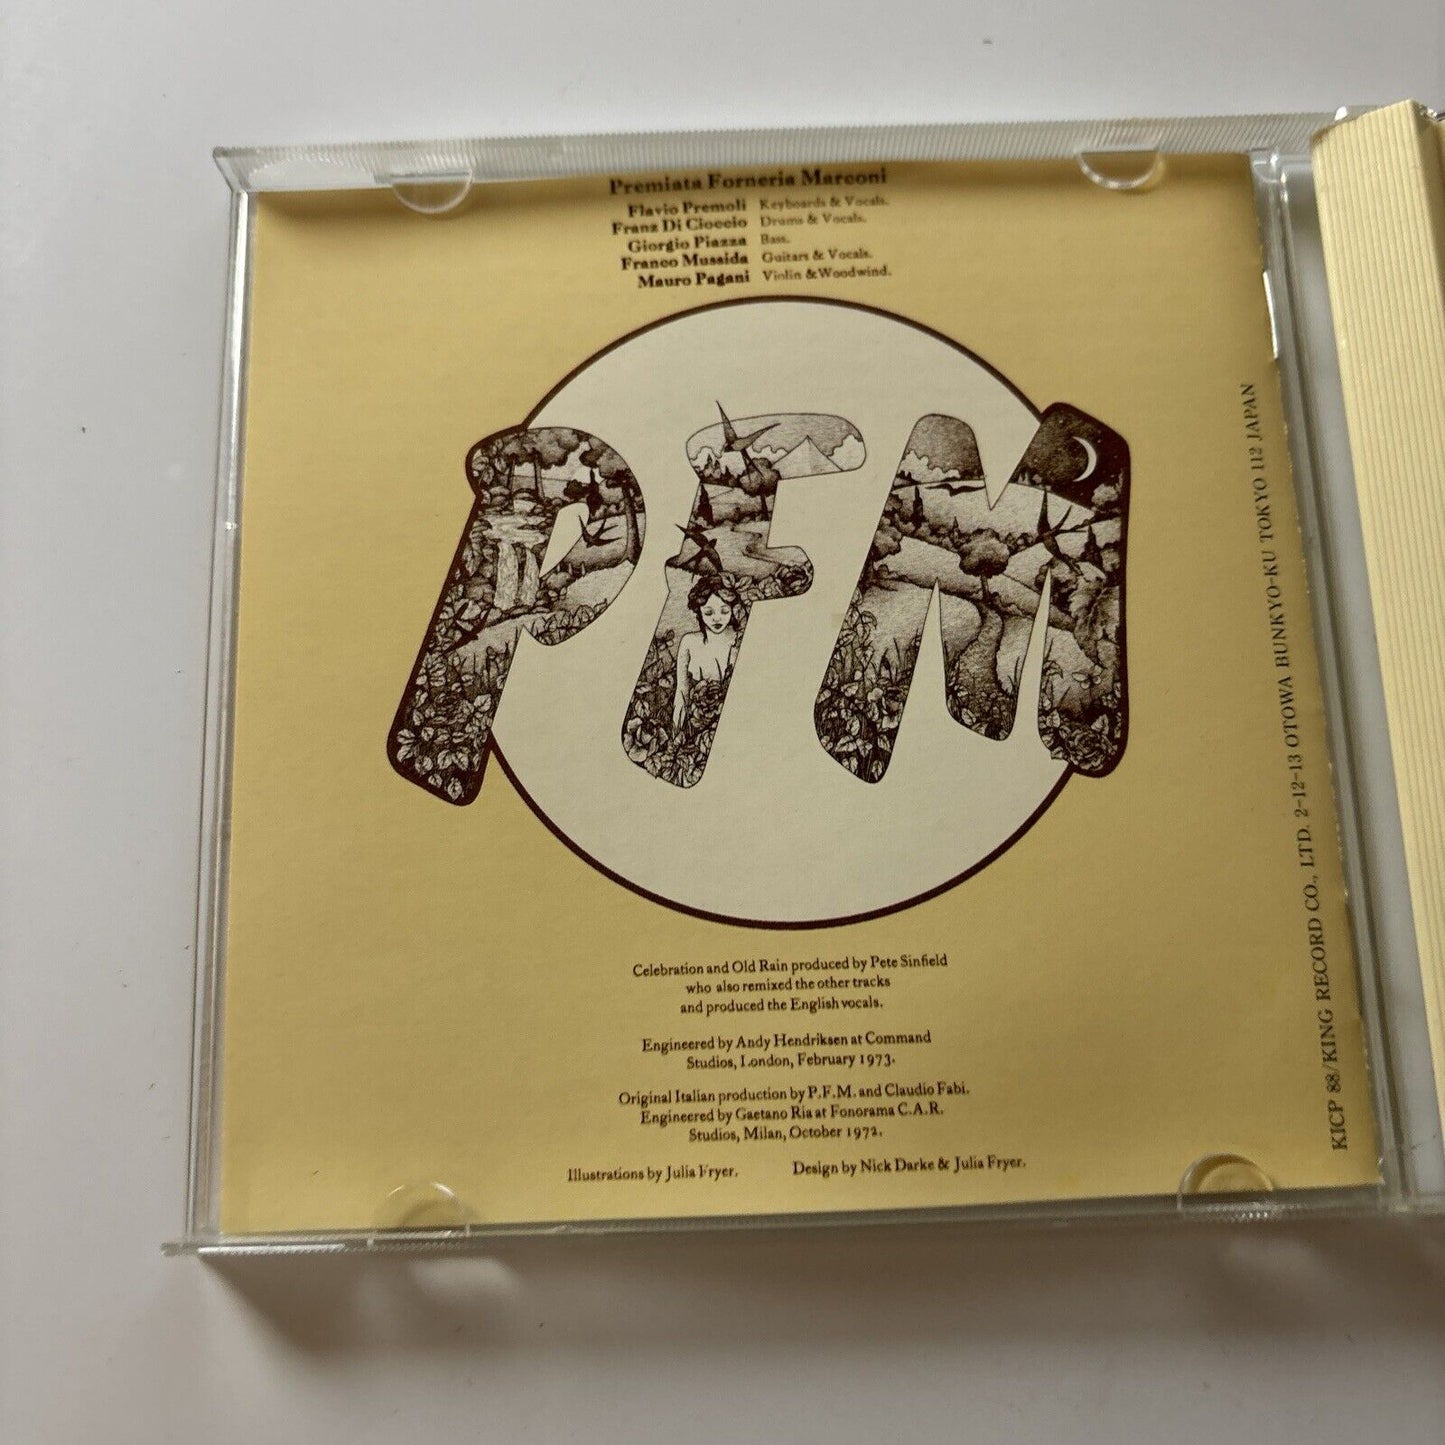 Premiata Forneria Marconi
Flavio Premoli Keyboards & Vocals.
Franz Di Cioccio Drums & Vocals.
Giorgio Piazza Bass.
Franco Mussida Guitars & Vocals.
Mauro Pagani Violin & Woodwind.
PFM
Celebration and Old Rain produced by Pete Sinfield
who also remixed the other tracks
and produced the English vocals.
Engineered by Andy Hendriksen at Command
Studios, London, February 1973.
Original Italian production by P.F.M. and Claudio Fabi.
Engineered by Gaetano Ria at Fonorama C.A.R.
Studios, Milan, October 1972.
Illustrations by Julia Fryer. Design by Nick Darke & Julia Fryer.
KICP 88/KING RECORD CO., LTD. 2-12-13 OTOWA BUNKYO-KU TOKYO 112 JAPAN